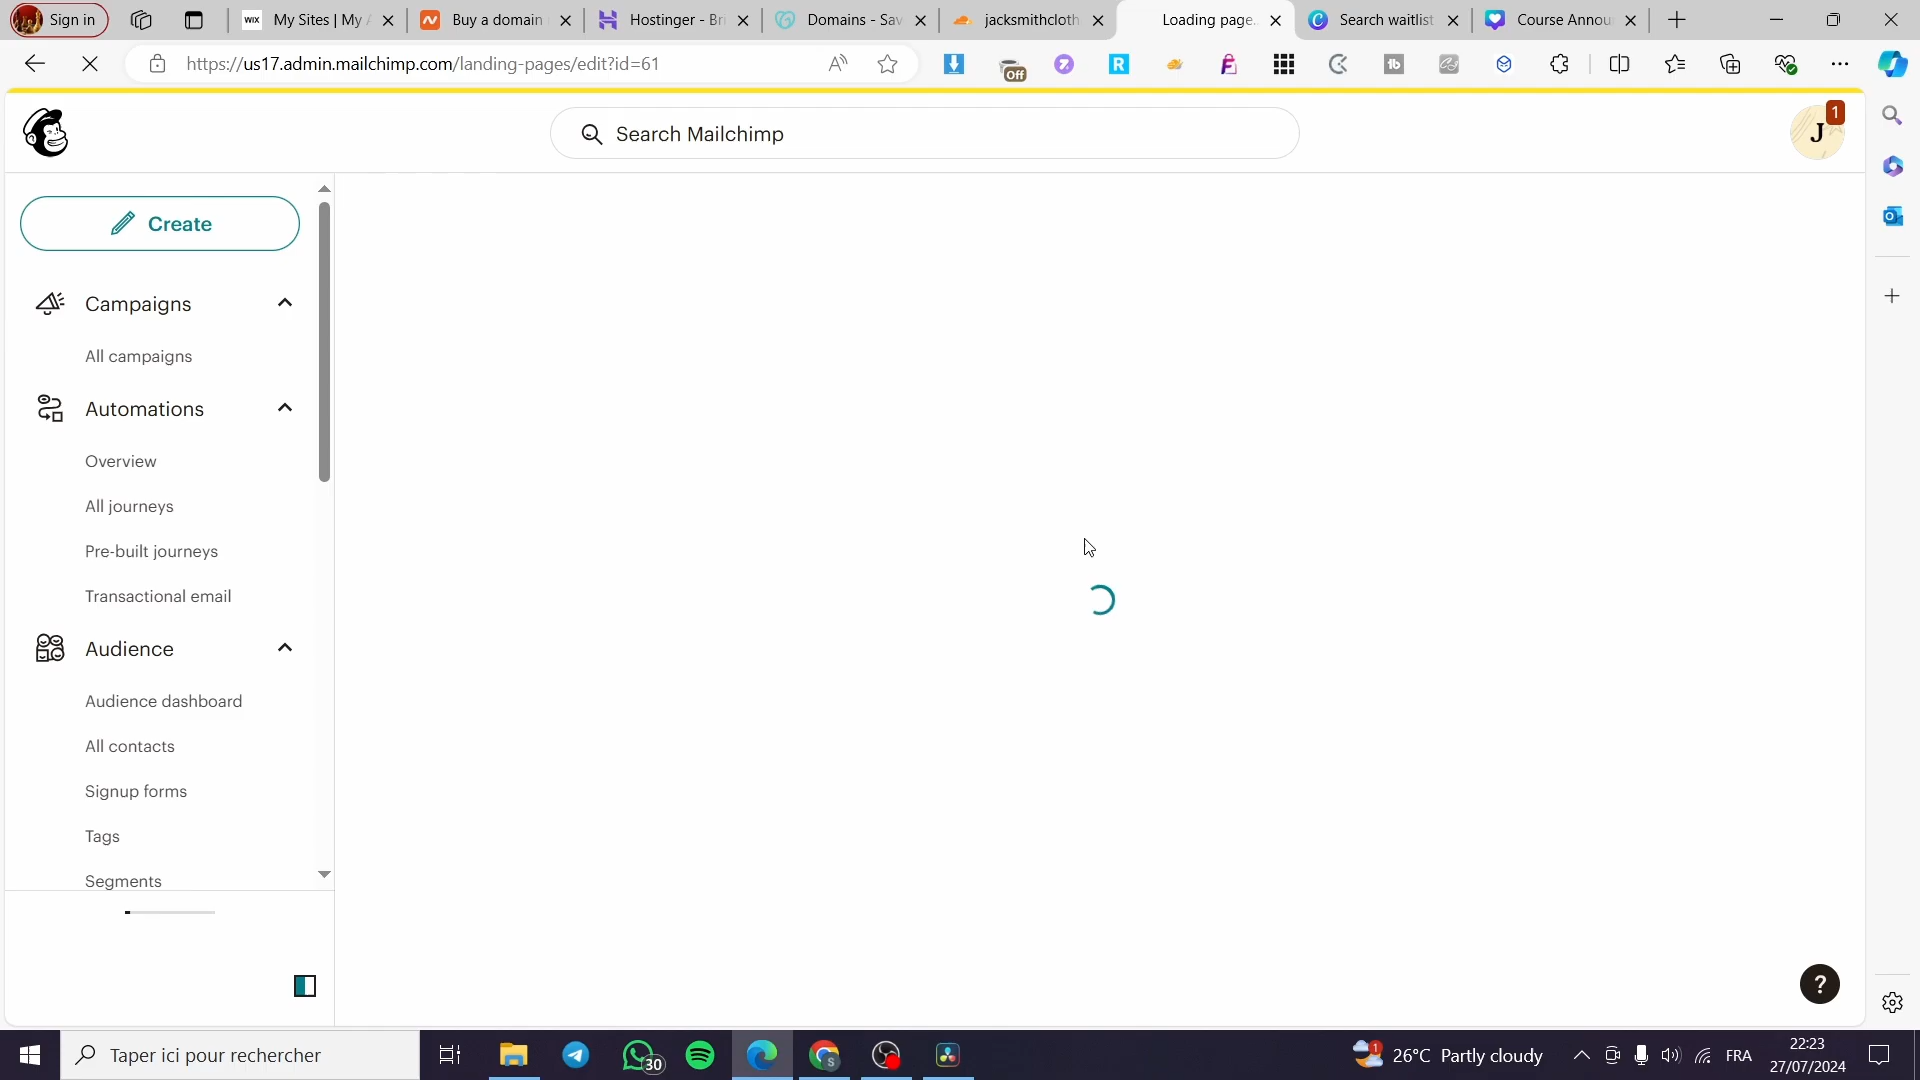 Sign in
WIX My Sites | My A
Buy a domain
Hostinger - Bri
Domains - Sav
jacksmithcloth
Loading page.
Search waitlist
Course Annou
https://us17.admin.mailchimp.com/landing-pages/edit?id=61
Off
Search Mailchimp
J
1
Create
Campaigns
All campaigns
Automations
Overview
All journeys
Pre-built journeys
Transactional email
Audience
Audience dashboard
All contacts
Signup forms
Tags
Segments
?
Taper ici pour rechercher
30
26°C Partly cloudy
FRA
22:23
27/07/2024